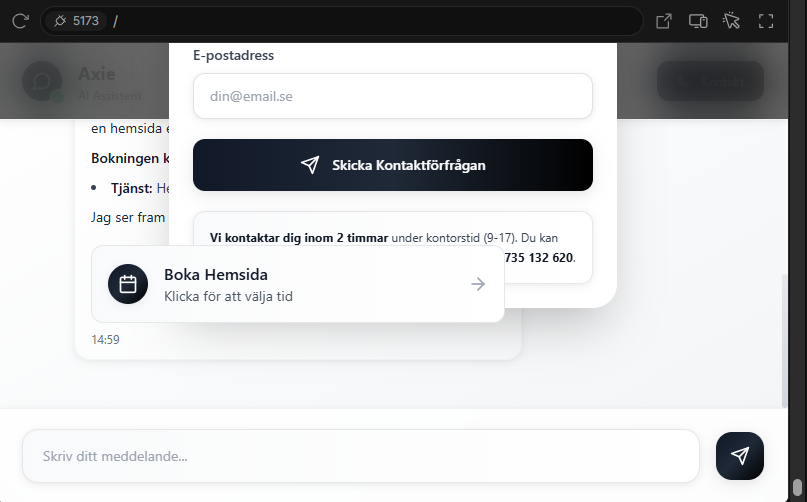 5173 /
E-postadress
Axie
AI Assistent
Kontakt
din@email.se
en hemsida
Bokningen k
Skicka Kontaktförfrågan
• Tjänst: He
Jag ser fram
Vi kontaktar dig inom 2 timmar under kontorstid (9-17). Du kan
735 132 620.
Boka Hemsida
Klicka för att välja tid
14:59
Skriv ditt meddelande...